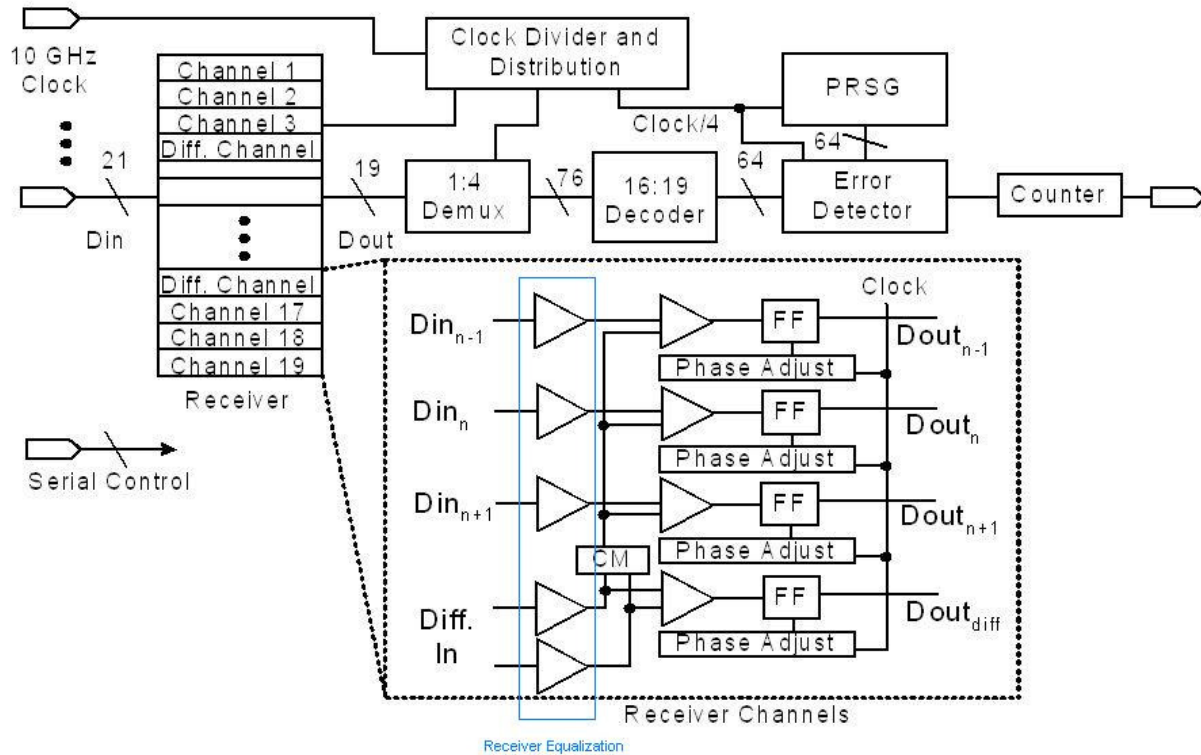 10 GHz
Clock
Clock Divider and
Distribution
PRSG
Channel 1
Channel 2
Channel 3
Diff. Channel
Clock/4
64
21
19
76
64
1:4
Demux
16:19
Decoder
Error
Detector
Counter
Din
Dout
Diff. Channel
Channel 17
Channel 18
Channel 19
Receiver
Serial Control
Clock
Din n-1
FF
Dout n-1
Phase Adjust
Din n
FF
Dout n
Phase Adjust
Din n+1
FF
Dout n+1
Phase Adjust
CM
Diff.
In
FF
Dout diff
Phase Adjust
Receiver Channels
Receiver Equalization